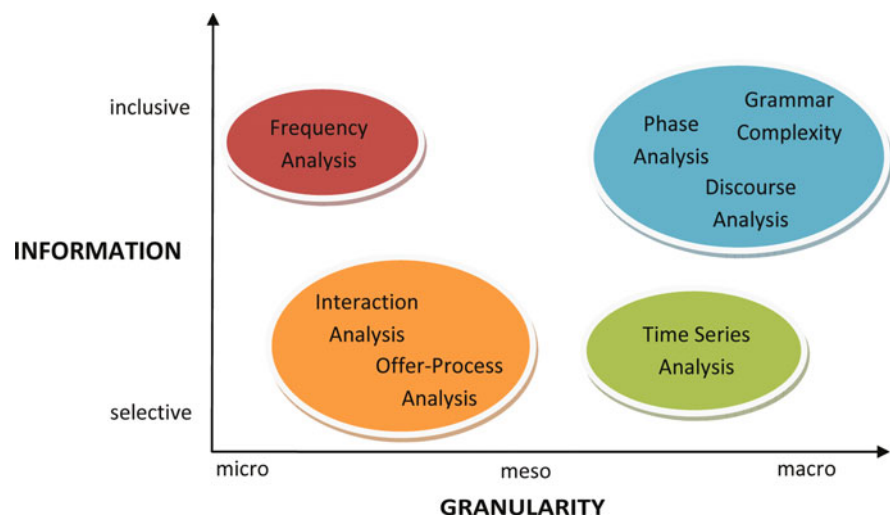 inclusive
Frequency
Analysis
Grammar
Complexity
Phase
Analysis
Discourse
Analysis
INFORMATION
Interaction
Analysis
Offer-Process
Analysis
Time Series
Analysis
selective
micro
meso
macro
GRANULARITY